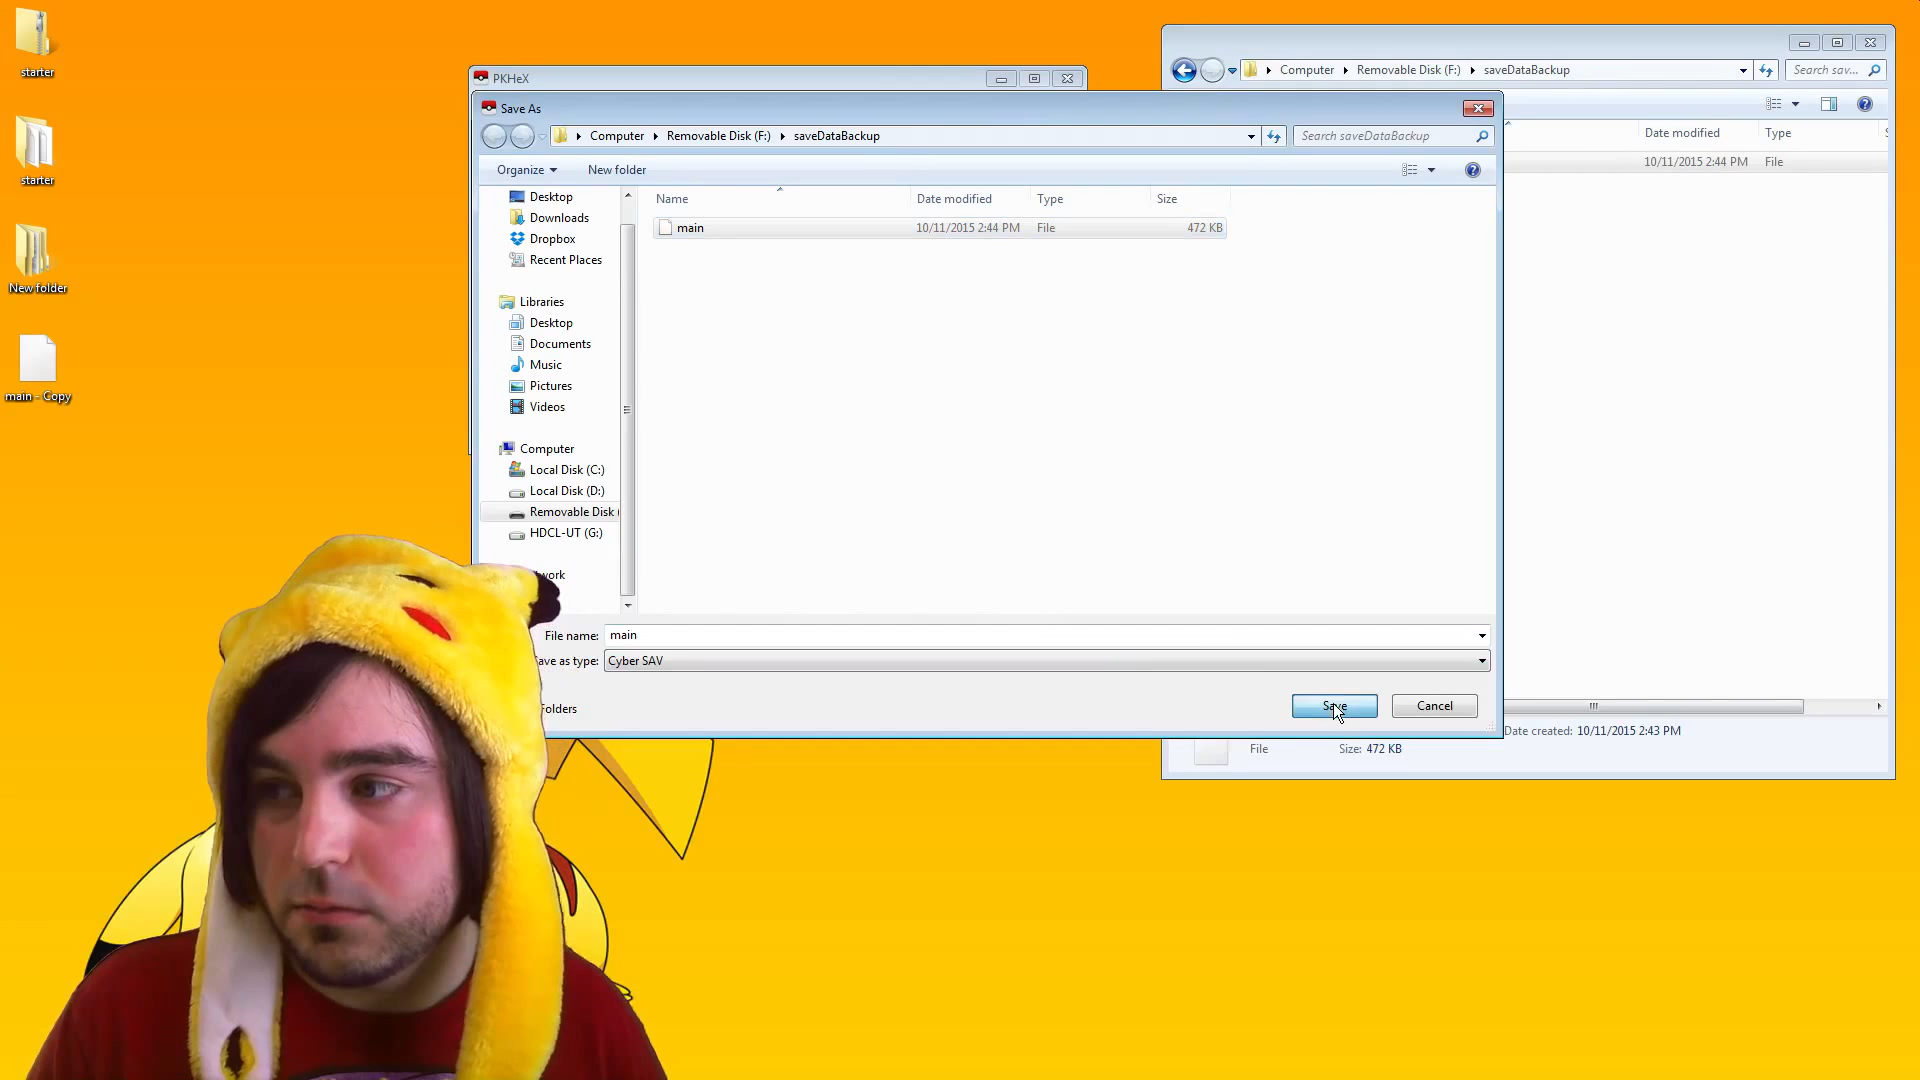 starter
starter
New folder
main - Copy
PKHeX
Save As
Computer
Removable Disk (F:)
saveDataBackup
Search saveDataBackup
Organize
New folder
Desktop
Downloads
Dropbox
Recent Places
Libraries
Desktop
Documents
Music
Pictures
Videos
Computer
Local Disk (C:)
Local Disk (D:)
Removable Disk (
HDCL-UT (G:)
work
Name
Date modified
Type
Size
main
10/11/2015 2:44 PM
File
472 KB
File name:
main
ave as type:
Cyber SAV
Folders
Save
Cancel
Computer
Removable Disk (F:)
saveDataBackup
Search sav...
Date modified
Type
10/11/2015 2:44 PM
File
Date created: 10/11/2015 2:43 PM
File
Size: 472 KB